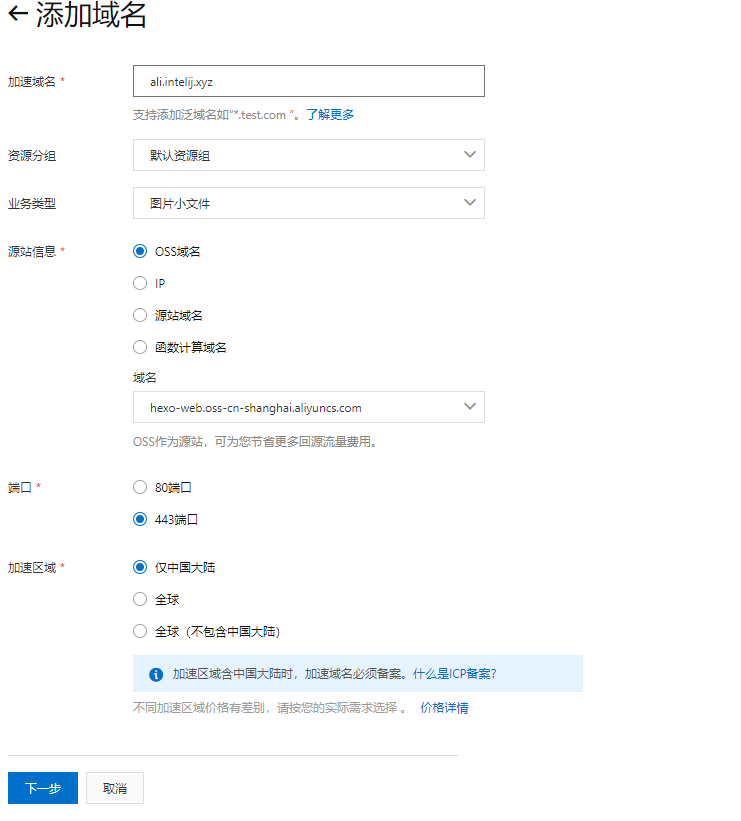 ← 添加域名
加速域名 *
ali.intelij.xyz
支持添加泛域名如“*.test.com ”。了解更多
资源分组
默认资源组
业务类型
图片小文件
源站信息 *
OSS域名
IP
源站域名
函数计算域名
域名
hexo-web.oss-cn-shanghai.aliyuncs.com
OSS作为源站，可为您节省更多回源流量费用。
端口 *
80端口
443端口
加速区域 *
仅中国大陆
全球
全球（不包含中国大陆）
加速区域含中国大陆时，加速域名必须备案。什么是ICP备案?
不同加速区域价格有差别，请按您的实际需求选择 。 价格详情
下一步 取消